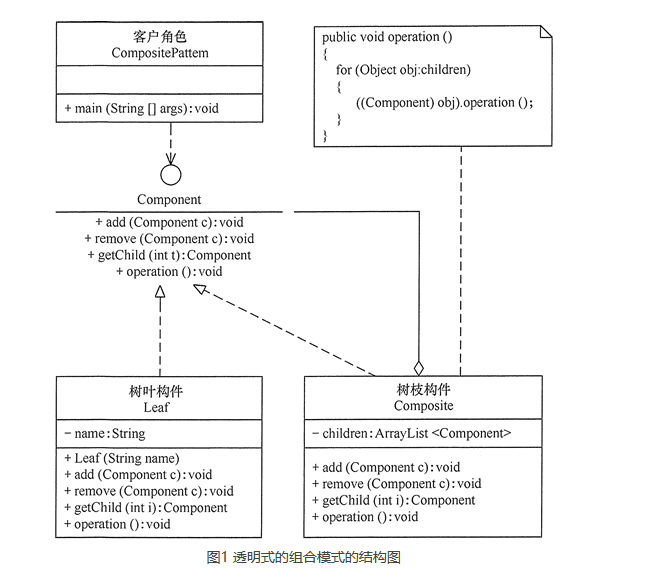 客户角色
CompositePattem
+ main (String [] args):void
public void operation ()
{
for (Object obj:children)
{
((Component) obj).operation ();
}
}
Component
+ add (Component c):void
+ remove (Component c):void
+ getChild (int t):Component
+ operation ():void
树叶构件
Leaf
- name:String
+ Leaf (String name)
+ add (Component c):void
+ remove (Component c):void
+ getChild (int i):Component
+ operation ():void
树枝构件
Composite
- children:ArrayList <Component>
+ add (Component c):void
+ remove (Component c):void
+ getChild (int i):Component
+ operation ():void
图1 透明式的组合模式的结构图